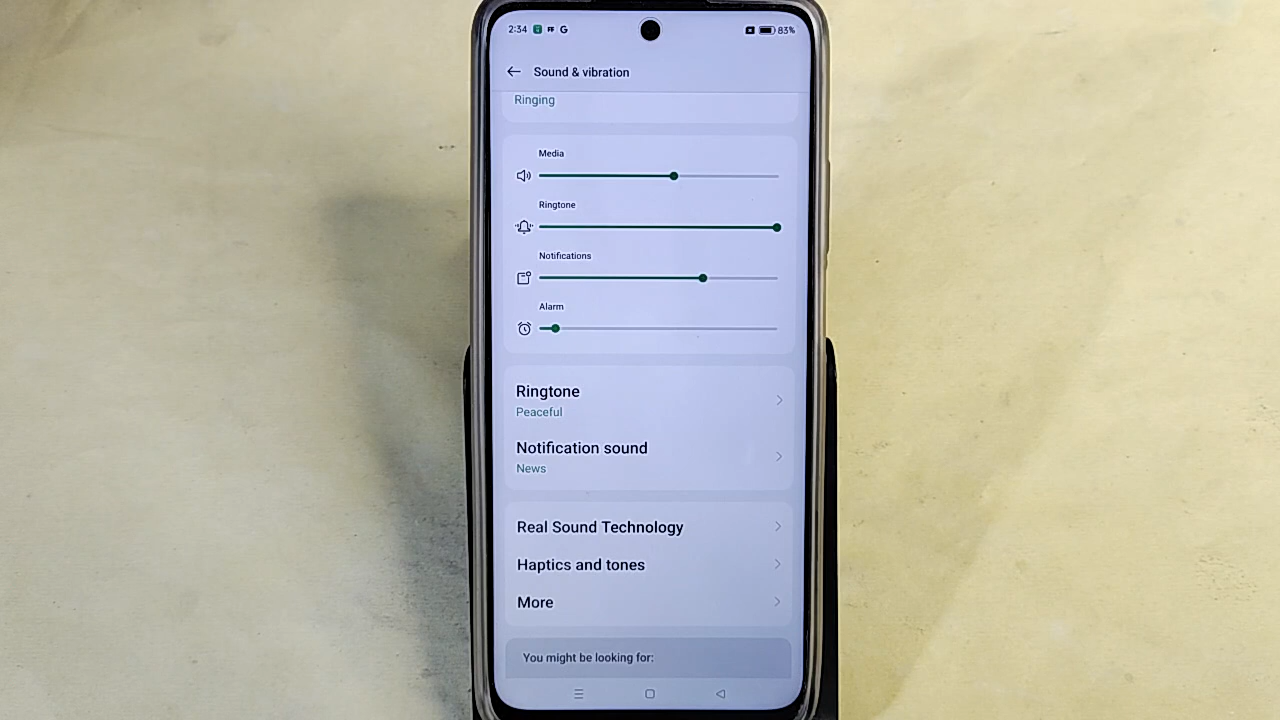 2:34 FF G 83%
Sound & vibration
Ringing
Media
Ringtone
Notifications
Alarm
Ringtone
Peaceful
Notification sound
News
Real Sound Technology
Haptics and tones
More
You might be looking for: